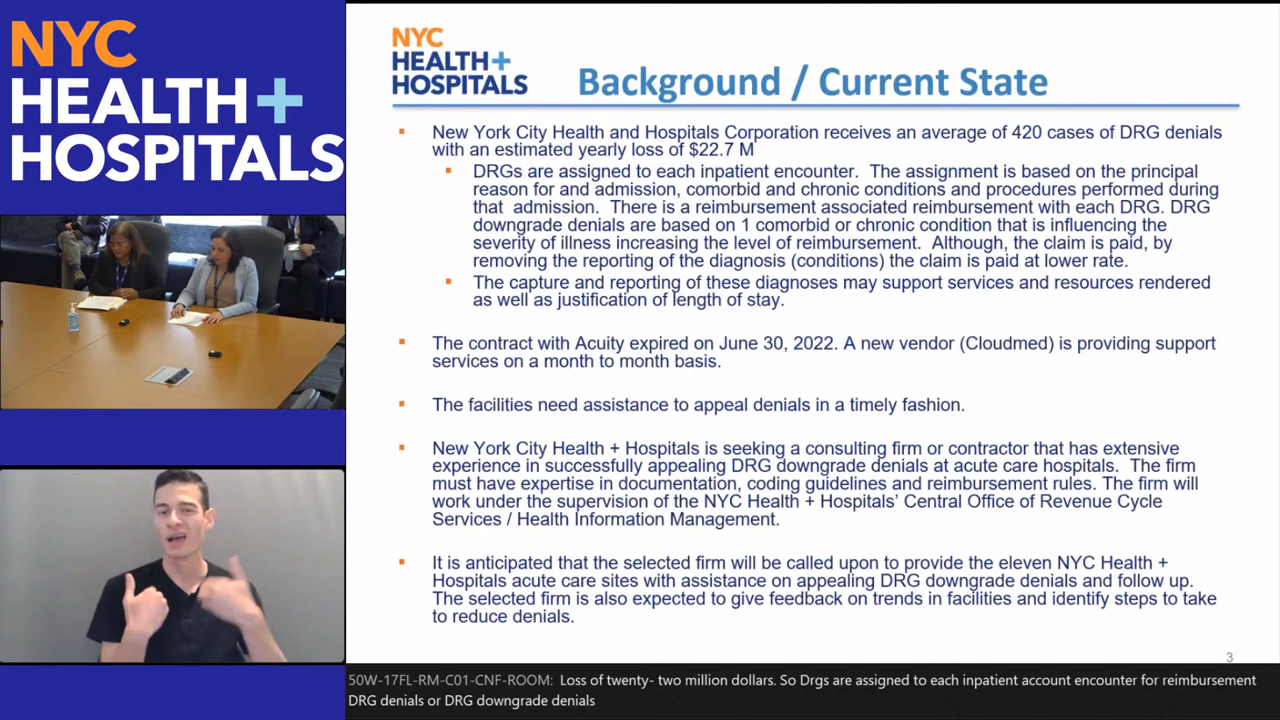 NYC
HEALTH+
HOSPITALS
NYC
HEALTH+
HOSPITALS
Background / Current State
New York City Health and Hospitals Corporation receives an average of 420 cases of DRG denials
with an estimated yearly loss of $22.7 M
DRGs are assigned to each inpatient encounter. The assignment is based on the principal
reason for and admission, comorbid and chronic conditions and procedures performed during
that admission. There is a reimbursement associated reimbursement with each DRG. DRG
downgrade denials are based on 1 comorbid or chronic condition that is influencing the
severity of illness increasing the level of reimbursement. Although, the claim is paid, by
removing the reporting of the diagnosis (conditions) the claim is paid at lower rate.
The capture and reporting of these diagnoses may support services and resources rendered
as well as justification of length of stay.
The contract with Acuity expired on June 30, 2022. A new vendor (Cloudmed) is providing support
services on a month to month basis.
The facilities need assistance to appeal denials in a timely fashion.
New York City Health + Hospitals is seeking a consulting firm or contractor that has extensive
experience in successfully appealing DRG downgrade denials at acute care hospitals. The firm
must have expertise in documentation, coding guidelines and reimbursement rules. The firm will
work under the supervision of the NYC Health + Hospitals' Central Office of Revenue Cycle
Services / Health Information Management.
It is anticipated that the selected firm will be called upon to provide the eleven NYC Health +
Hospitals acute care sites with assistance on appealing DRG downgrade denials and follow up.
The selected firm is also expected to give feedback on trends in facilities and identify steps to take
to reduce denials.
3
50W-17FL-RM-C01-CNF-ROOM: Loss of twenty- two million dollars. So Drgs are assigned to each inpatient account encounter for reimbursement
DRG denials or DRG downgrade denials